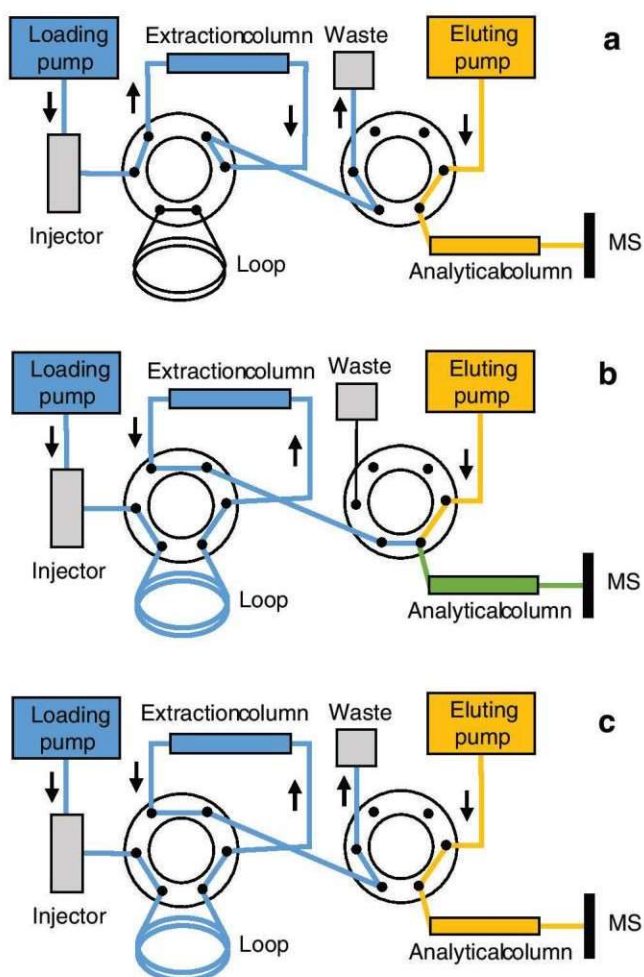 Loading
pump
Extractioncolumn
Waste
Eluting
pump
a
Injector
Loop
Analyticalcolumn
MS
Loading
pump
Extractioncolumn
Waste
Eluting
pump
b
Injector
Loop
Analyticalcolumn
MS
Loading
pump
Extractioncolumn
Waste
Eluting
pump
c
Injector
Loop
Analyticalcolumn
MS